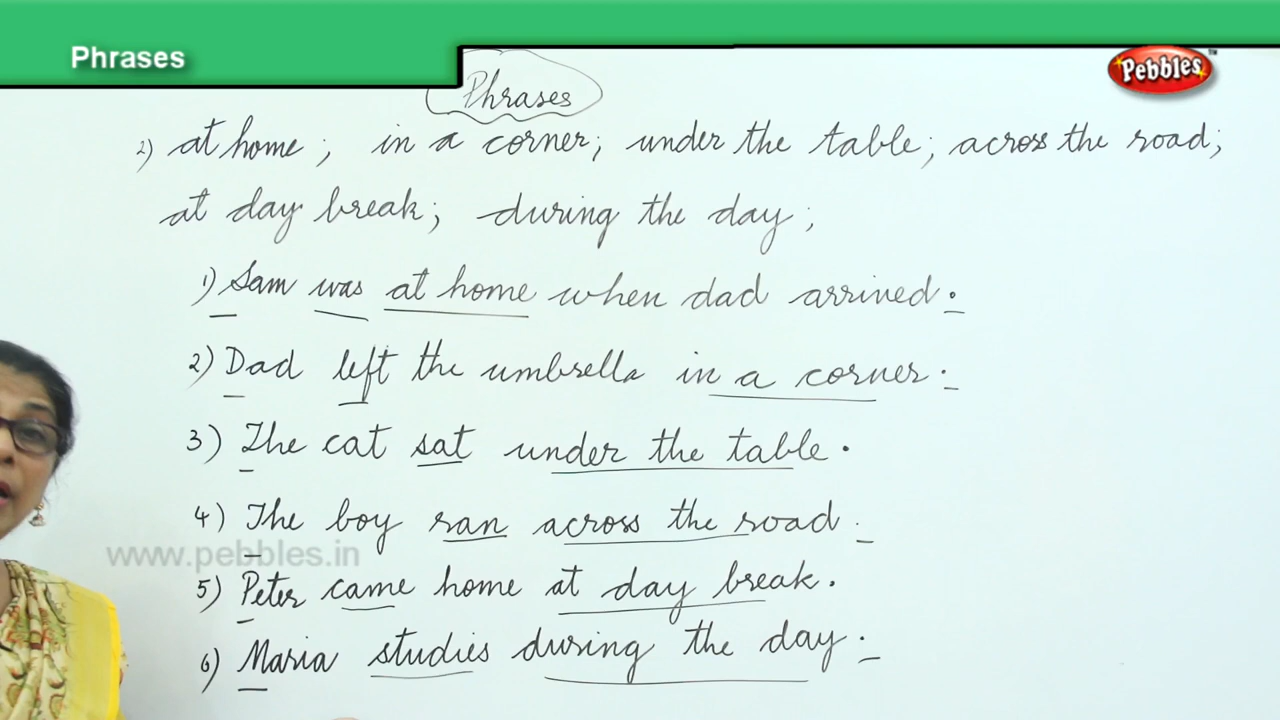 Phrases
Pebbles™
Phrases
2) at home; in a corner; under the table; across the road;
at day break; during the day;
1) Sam was at home when dad arrived.
2) Dad left the umbrella in a corner.
3) The cat sat under the table.
4) The boy ran across the road.
www.pebbles.in
5) Peter came home at day break.
6) Maria studies during the day.